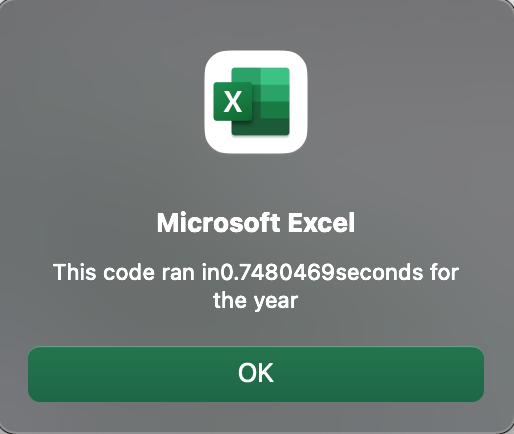 X
Microsoft Excel
This code ran in0.7480469seconds for
the year
OK